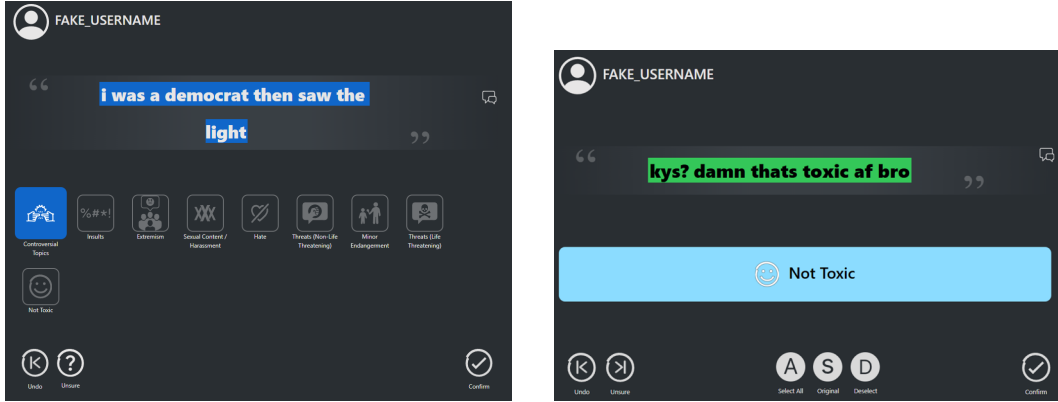 FAKE_USERNAME
“
i was a democrat then saw the
light
”
%#*!
XXX
Controversial
Topics
Insults
Extremism
Sexual Content /
Harassment
Hate
Threats (Non-Life
Threatening)
Minor
Endangerment
Threats (Life
Threatening)
Not Toxic
?
Undo
Unsure
Confirm
FAKE_USERNAME
“
kys? damn thats toxic af bro
”
Not Toxic
A
S
D
Undo
Unsure
Select All
Original
Deselect
Confirm